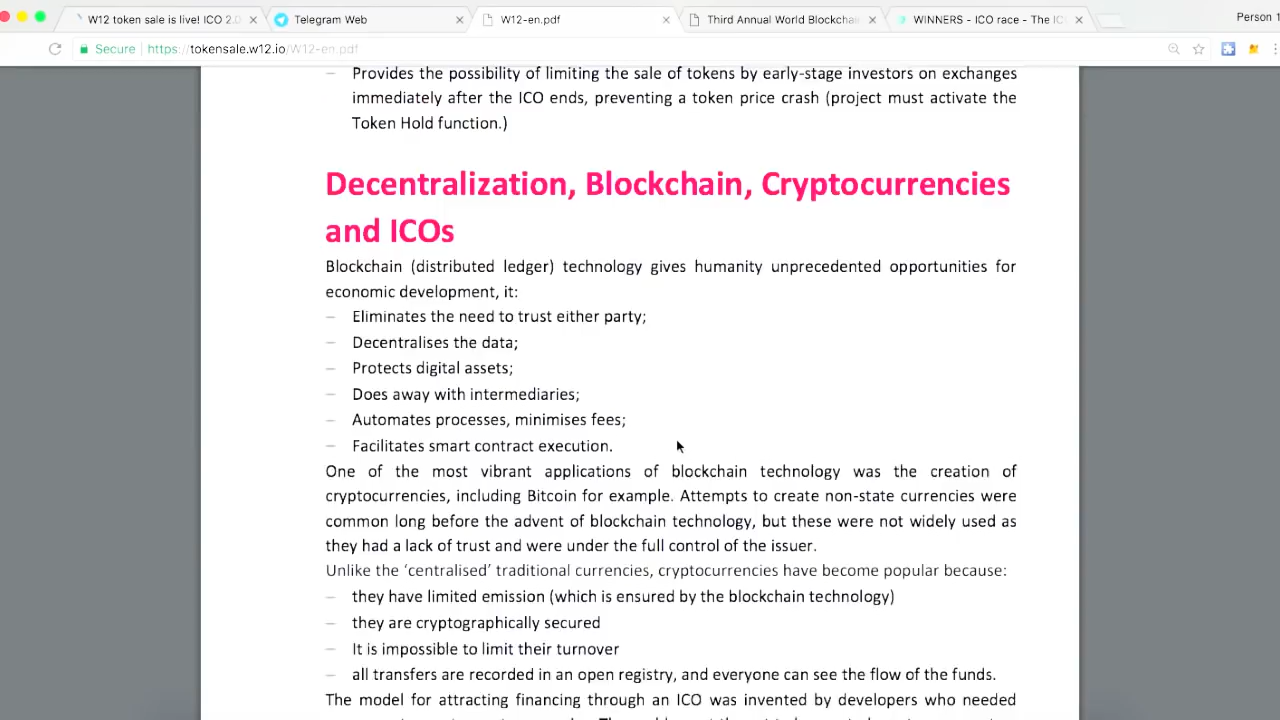 W12 token sale is live! ICO 2.0
Telegram Web
W12-en.pdf
Third Annual World Blockcha
WINNERS - ICO race - The IC
Person 1
Secure
https://tokensale.w12.io/W12-en.pdf
– Provides the possibility of limiting the sale of tokens by early-stage investors on exchanges
immediately after the ICO ends, preventing a token price crash (project must activate the
Token Hold function.)
Decentralization, Blockchain, Cryptocurrencies
and ICOs
Blockchain (distributed ledger) technology gives humanity unprecedented opportunities for
economic development, it:
– Eliminates the need to trust either party;
– Decentralises the data;
– Protects digital assets;
– Does away with intermediaries;
– Automates processes, minimises fees;
– Facilitates smart contract execution.
One of the most vibrant applications of blockchain technology was the creation of
cryptocurrencies, including Bitcoin for example. Attempts to create non-state currencies were
common long before the advent of blockchain technology, but these were not widely used as
they had a lack of trust and were under the full control of the issuer.
Unlike the ‘centralised’ traditional currencies, cryptocurrencies have become popular because:
– they have limited emission (which is ensured by the blockchain technology)
– they are cryptographically secured
– It is impossible to limit their turnover
– all transfers are recorded in an open registry, and everyone can see the flow of the funds.
The model for attracting financing through an ICO was invented by developers who needed